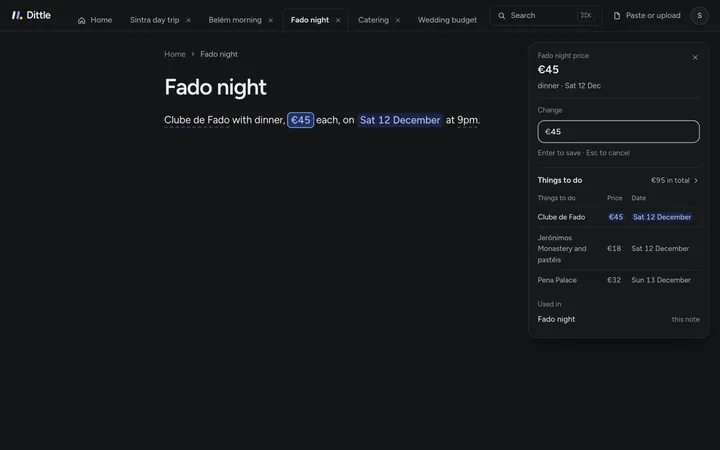 Dittle
Home
Sintra day trip ×
Belém morning ×
Fado night ×
Catering ×
Wedding budget
Search ⌘K
Paste or upload
S
Home > Fado night
Fado night
Clube de Fado with dinner, €45 each, on Sat 12 December at 9pm.
Fado night price
€45
dinner · Sat 12 Dec
Change
€45
Enter to save · Esc to cancel
Things to do €95 in total >
Things to do Price Date
Clube de Fado €45 Sat 12 December
Jerónimos
Monastery and €18 Sat 12 December
pastéis
Pena Palace €32 Sun 13 December
Used in
Fado night this note